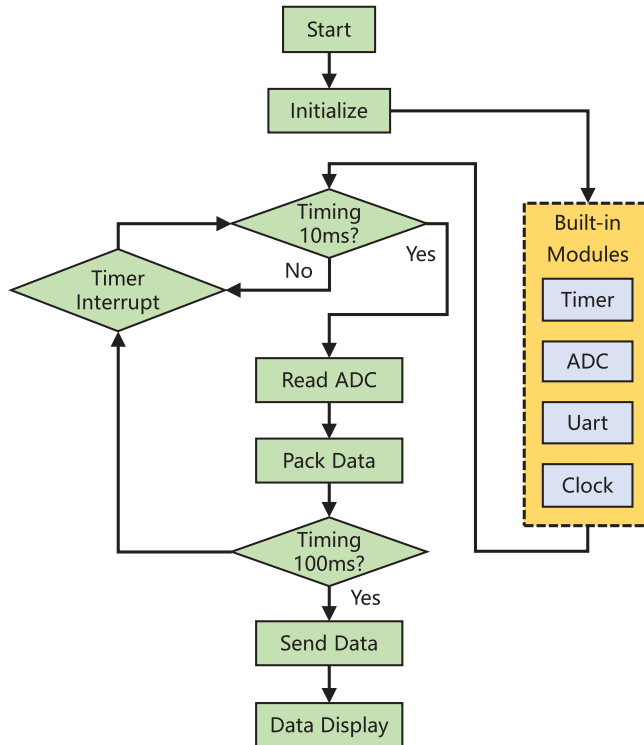 Start
Initialize
Timing
10ms?
Yes
No
Timer
Interrupt
Built-in
Modules
Timer
ADC
Uart
Clock
Read ADC
Pack Data
Timing
100ms?
Yes
Send Data
Data Display